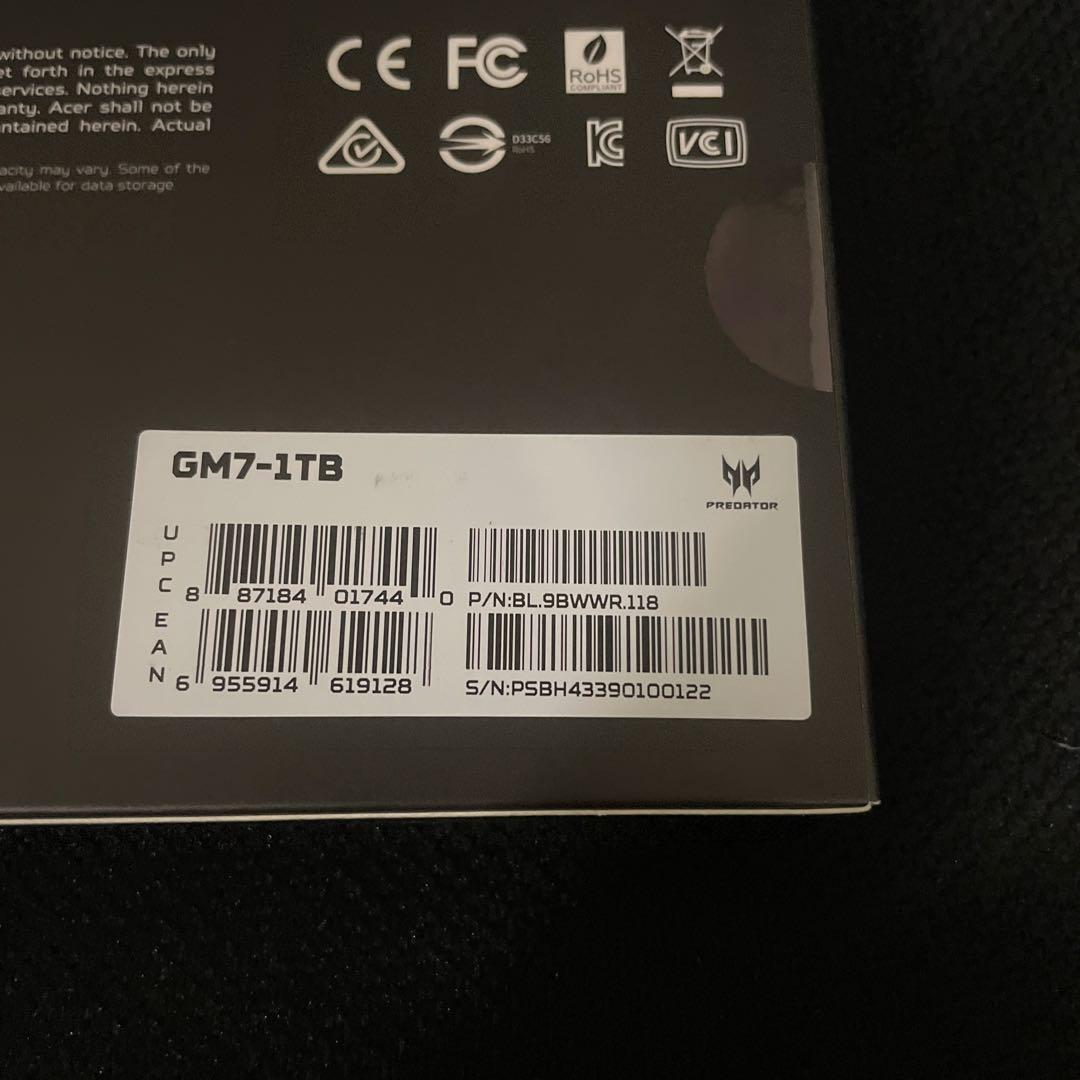 without notice. The only
et forth in the express
ervices. Nothing herein
anty. Acer shall not be
ntained herein. Actual
acity may vary. Some of the
vailable for data storage
CE FC RoHS
COMPLIANT
D33C56
RoHS
VCI
GM7-1TB
PREDATOR
UPC
8 87184 01744 0
P/N:BL.9BWWR.118
EAN
6 955914 619128
S/N:PSBH43390100122